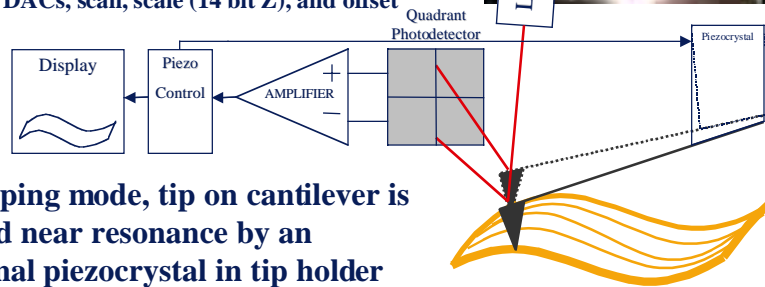 DACs, scan, scale (14 bit Z), and offset
Quadrant
Photodetector
L
Piezocrystal
Display
Piezo
Control
AMPLIFIER
+
−
ping mode, tip on cantilever is
d near resonance by an
nal piezocrystal in tip holder